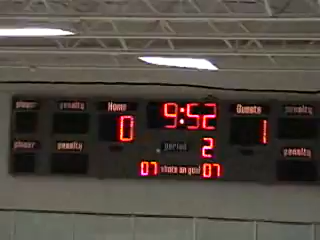 player penalty Home 9:52 Guests penalty
0 1
player penalty period 2 penalty
07 shots on goal 07